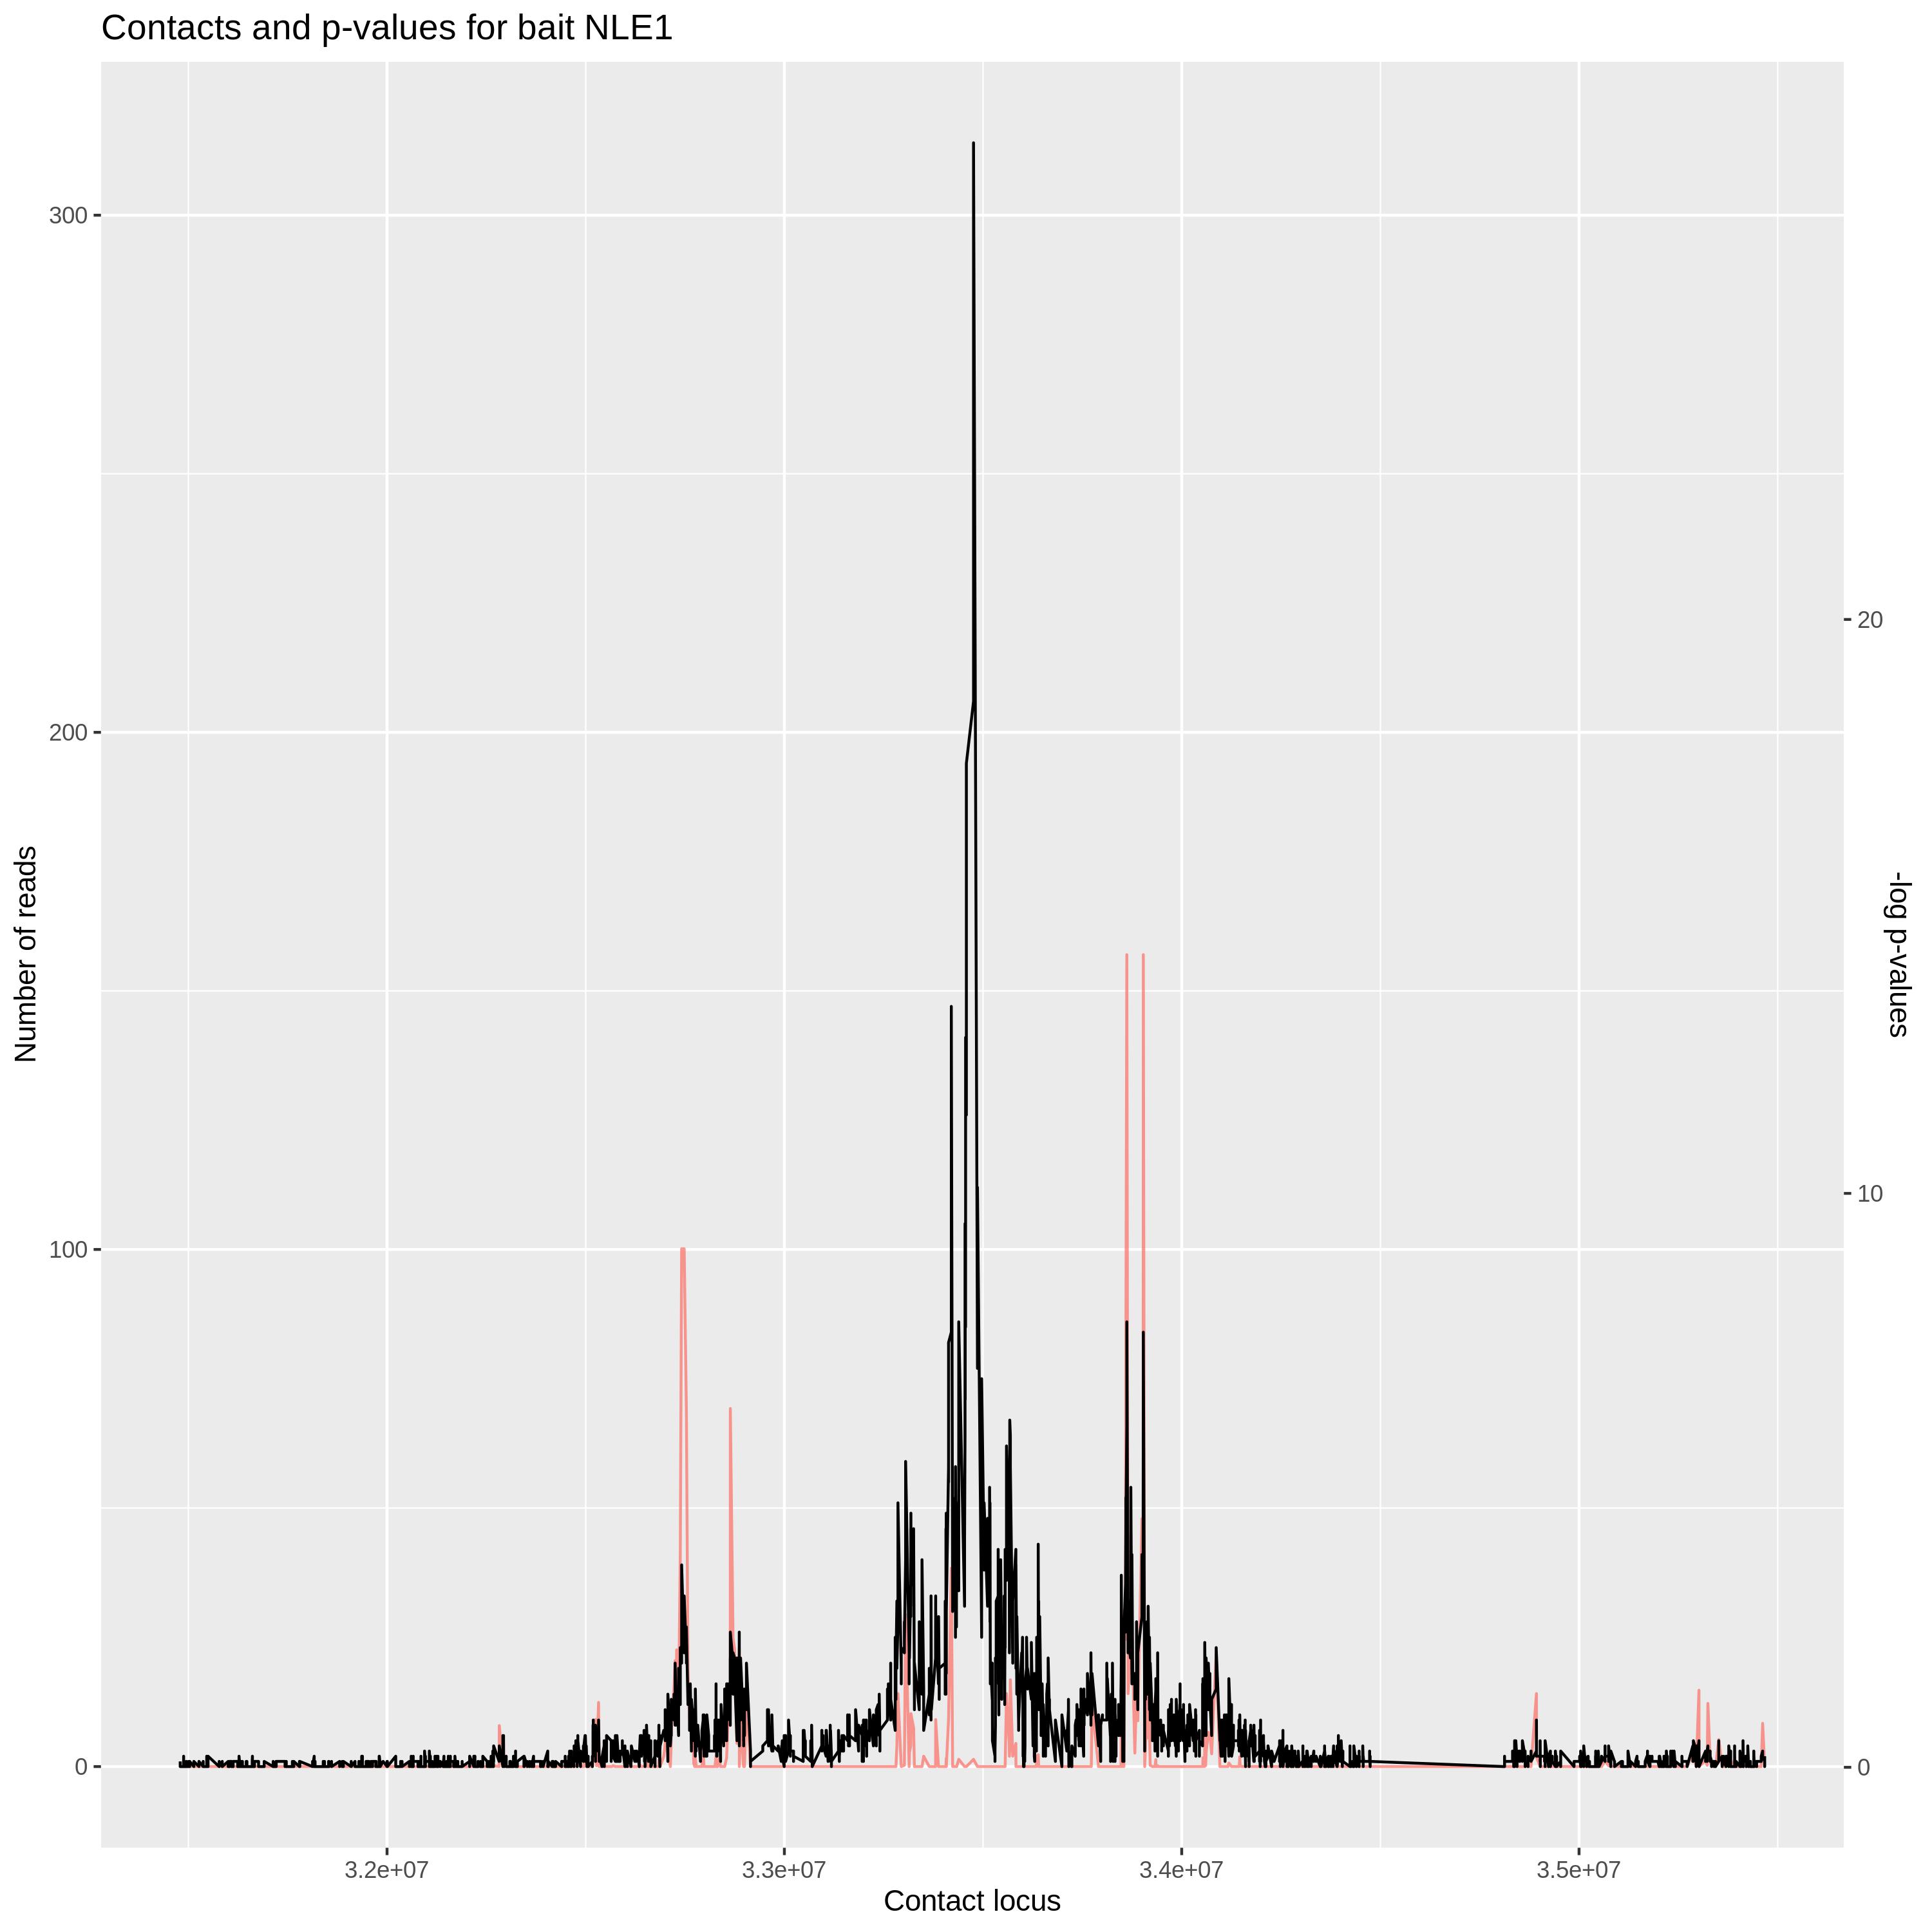 Contacts and p-values for bait NLE1
300
200
100
0
20
10
0
Number of reads
-log p-values
3.2e+07
3.3e+07
3.4e+07
3.5e+07
Contact locus